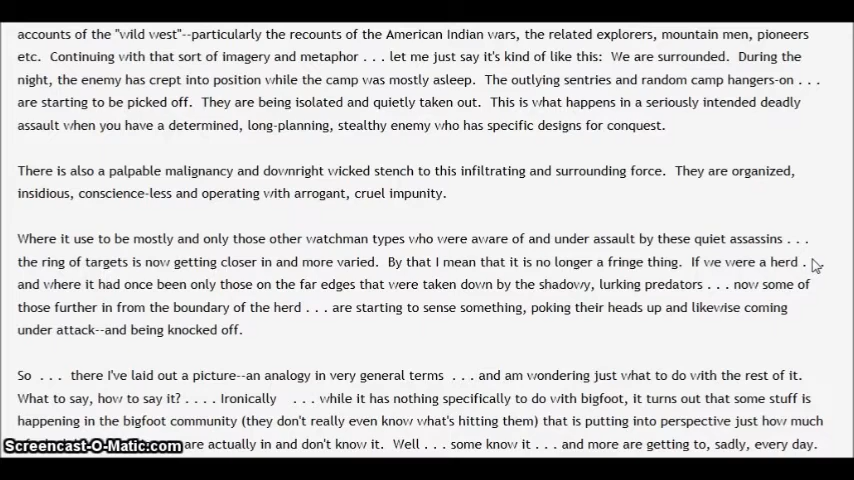 accounts of the "wild west"--particularly the recounts of the American Indian wars, the related explorers, mountain men, pioneers
etc.  Continuing with that sort of imagery and metaphor . . . let me just say it's kind of like this:  We are surrounded.  During the
night, the enemy has crept into position while the camp was mostly asleep.  The outlying sentries and random camp hangers-on . . .
are starting to be picked off.  They are being isolated and quietly taken out.  This is what happens in a seriously intended deadly
assault when you have a determined, long-planning, stealthy enemy who has specific designs for conquest.
There is also a palpable malignancy and downright wicked stench to this infiltrating and surrounding force.  They are organized,
insidious, conscience-less and operating with arrogant, cruel impunity.
Where it use to be mostly and only those other watchman types who were aware of and under assault by these quiet assassins . . .
the ring of targets is now getting closer in and more varied.  By that I mean that it is no longer a fringe thing.  If we were a herd . .
and where it had once been only those on the far edges that were taken down by the shadowy, lurking predators . . . now some of
those further in from the boundary of the herd . . . are starting to sense something, poking their heads up and likewise coming
under attack--and being knocked off.
So  . . .  there I've laid out a picture--an analogy in very general terms  . . . and am wondering just what to do with the rest of it.
What to say, how to say it? . . . . Ironically    . . . while it has nothing specifically to do with bigfoot, it turns out that some stuff is
happening in the bigfoot community (they don't really even know what's hitting them) that is putting into perspective just how much
are actually in and don't know it.  Well . . . some know it . . . and more are getting to, sadly, every day.
Screencast-O-Matic.com